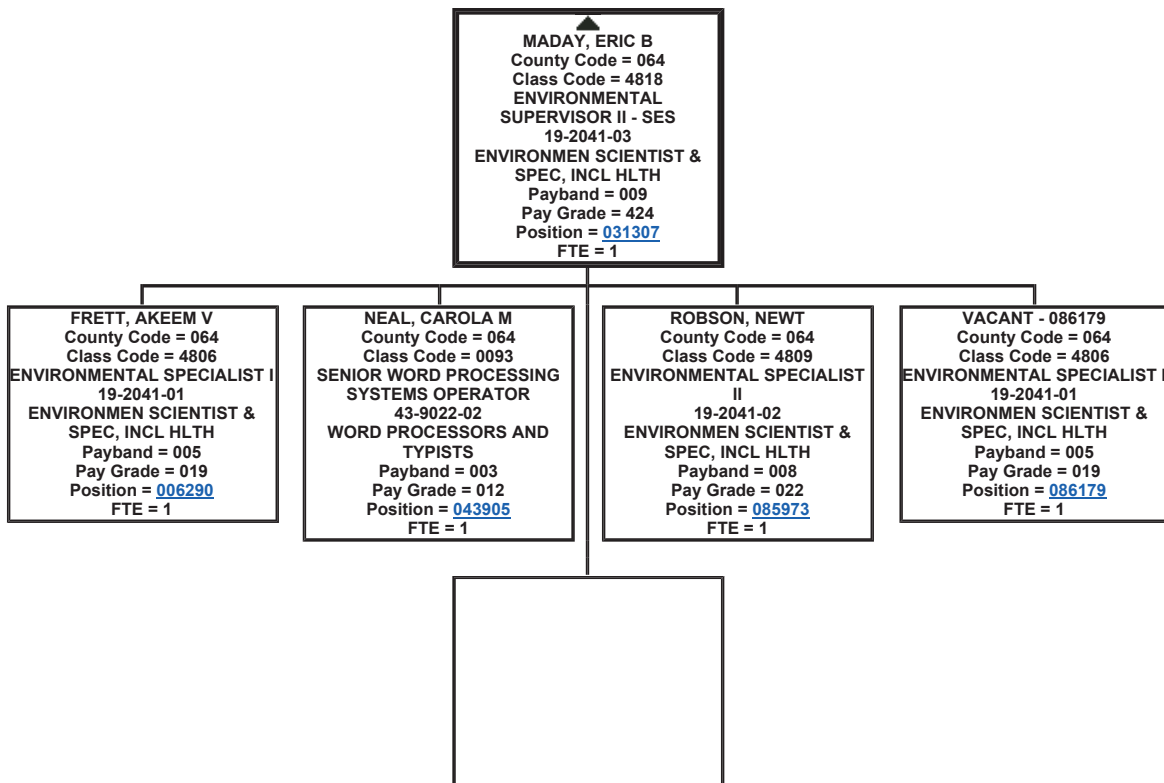 MADAY, ERIC B
County Code = 064
Class Code = 4818
ENVIRONMENTAL
SUPERVISOR II - SES
19-2041-03
ENVIRONMEN SCIENTIST &
SPEC, INCL HLTH
Payband = 009
Pay Grade = 424
Position = 031307
FTE = 1
FRETT, AKEEM V
County Code = 064
Class Code = 4806
ENVIRONMENTAL SPECIALIST I
19-2041-01
ENVIRONMEN SCIENTIST &
SPEC, INCL HLTH
Payband = 005
Pay Grade = 019
Position = 006290
FTE = 1
NEAL, CAROLA M
County Code = 064
Class Code = 0093
SENIOR WORD PROCESSING
SYSTEMS OPERATOR
43-9022-02
WORD PROCESSORS AND
TYPISTS
Payband = 003
Pay Grade = 012
Position = 043905
FTE = 1
ROBSON, NEWT
County Code = 064
Class Code = 4809
ENVIRONMENTAL SPECIALIST
II
19-2041-02
ENVIRONMEN SCIENTIST &
SPEC, INCL HLTH
Payband = 008
Pay Grade = 022
Position = 085973
FTE = 1
VACANT - 086179
County Code = 064
Class Code = 4806
ENVIRONMENTAL SPECIALIST I
19-2041-01
ENVIRONMEN SCIENTIST &
SPEC, INCL HLTH
Payband = 005
Pay Grade = 019
Position = 086179
FTE = 1